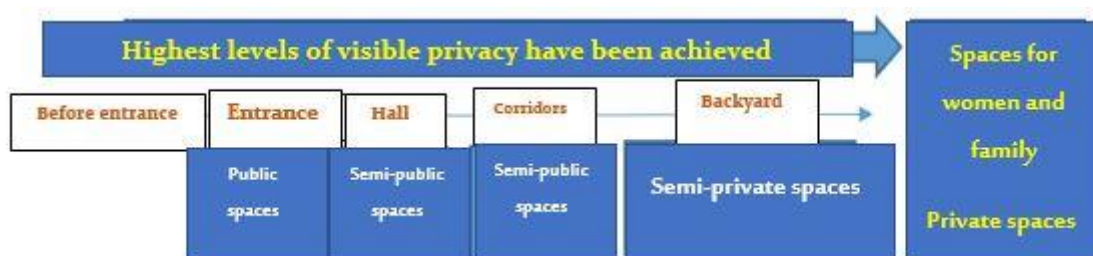 Highest levels of visible privacy have been achieved
Before entrance
Entrance
Hall
Corridors
Backyard
Public
spaces
Semi-public
spaces
Semi-public
spaces
Semi-private spaces
Spaces for
women and
family
Private spaces